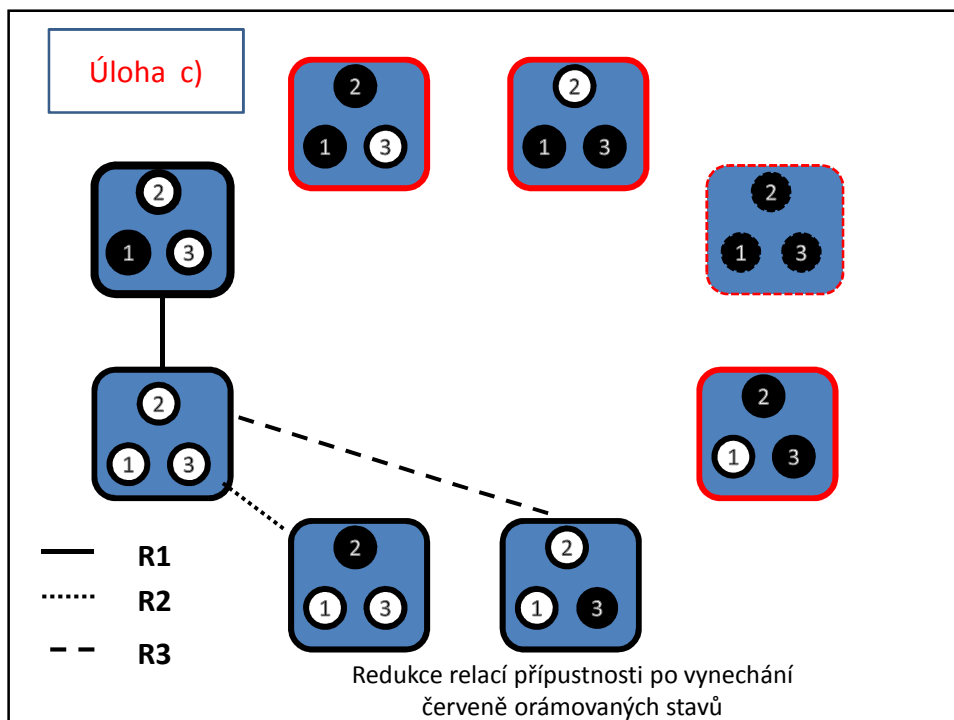 Úloha c)
2
1 3
2
1 3
2
1 3
2
1 3
2
1 3
2
1 3
2
1 3
2
1 3
R1
R2
R3
Redukce relací přípustnosti po vynechání
červeně orámovaných stavů